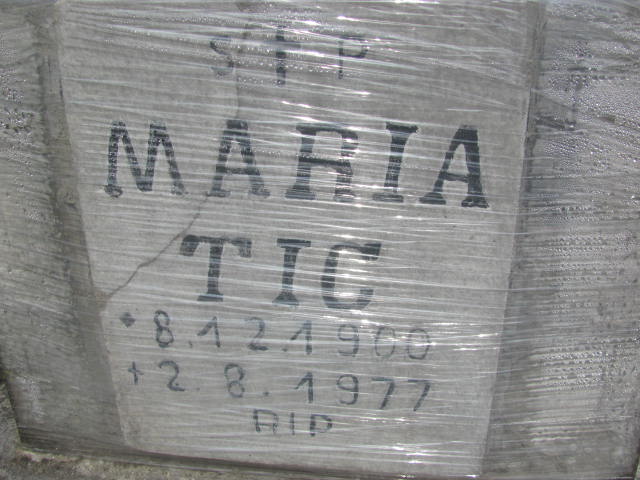 S † P
MARIA
TIC
* 8.12.1900
+ 2.8.1977
RIP